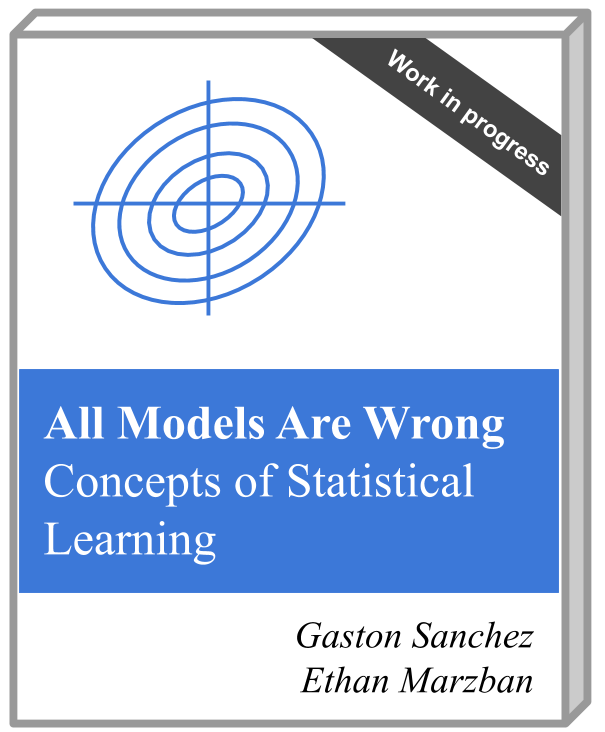 Work in progress
All Models Are Wrong
Concepts of Statistical
Learning
Gaston Sanchez
Ethan Marzban